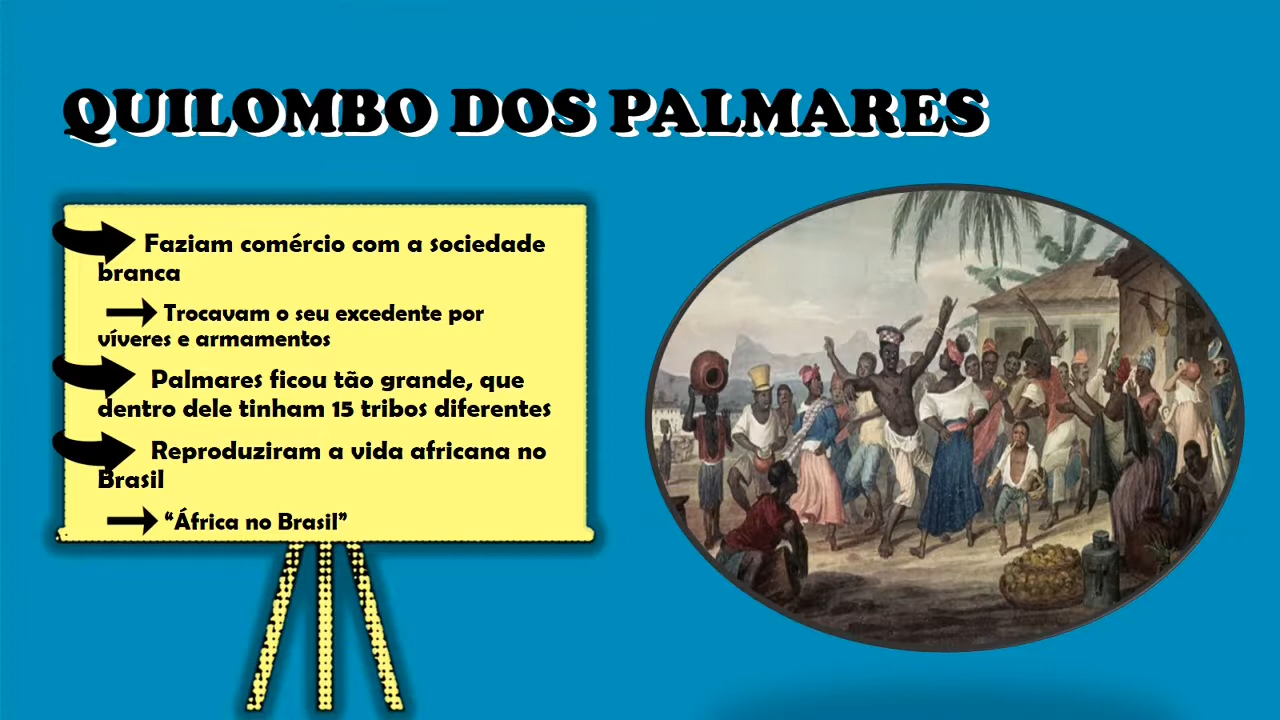 QUILOMBO DOS PALMARES
Faziam comércio com a sociedade
branca
Trocavam o seu excedente por
víveres e armamentos
Palmares ficou tão grande, que
dentro dele tinham 15 tribos diferentes
Reproduziram a vida africana no
Brasil
“África no Brasil”